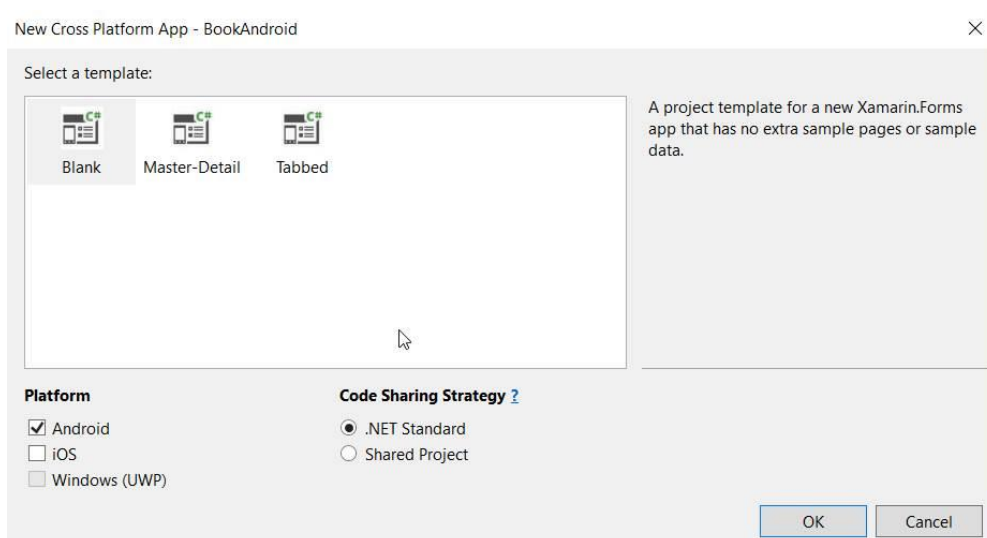 New Cross Platform App - BookAndroid
Select a template:
C#
C#
C#
Blank
Master-Detail
Tabbed
A project template for a new Xamarin.Forms
app that has no extra sample pages or sample
data.
Platform
Android
iOS
Windows (UWP)
Code Sharing Strategy ?
.NET Standard
Shared Project
OK
Cancel